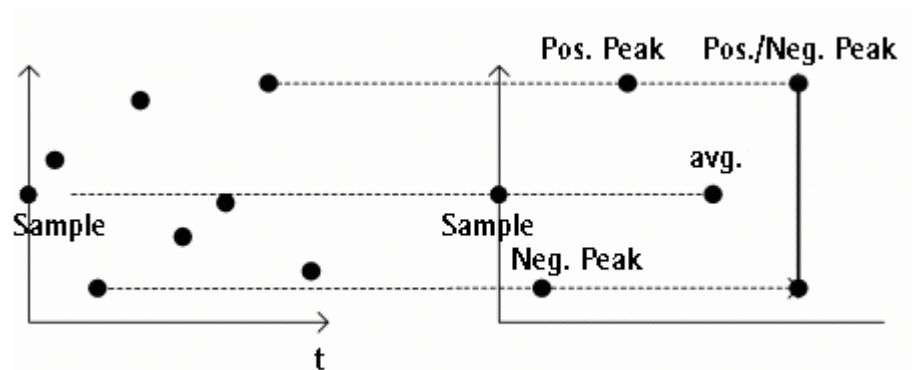 Pos. Peak
Pos./Neg. Peak
avg.
Sample
Sample
Neg. Peak
t